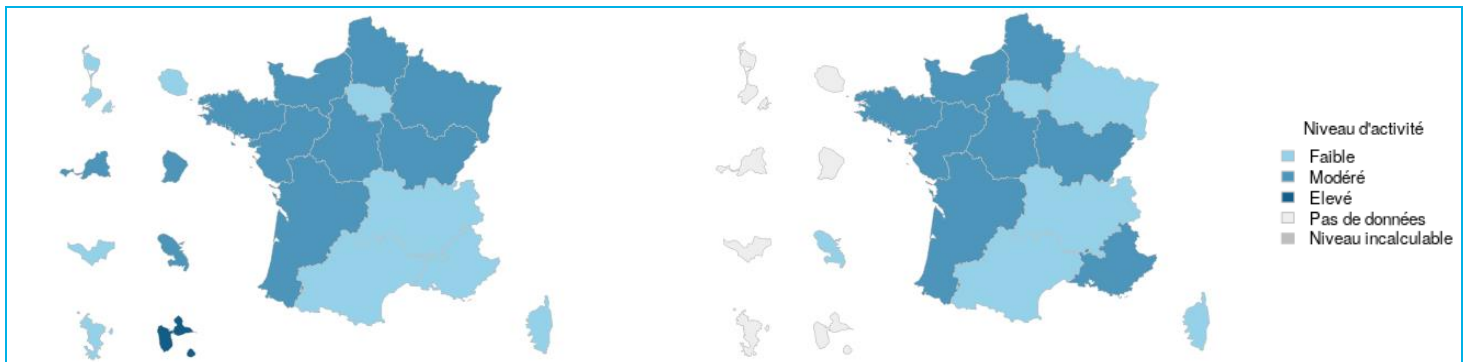 Niveau d'activité
Faible
Modéré
Elevé
Pas de données
Niveau incalculable